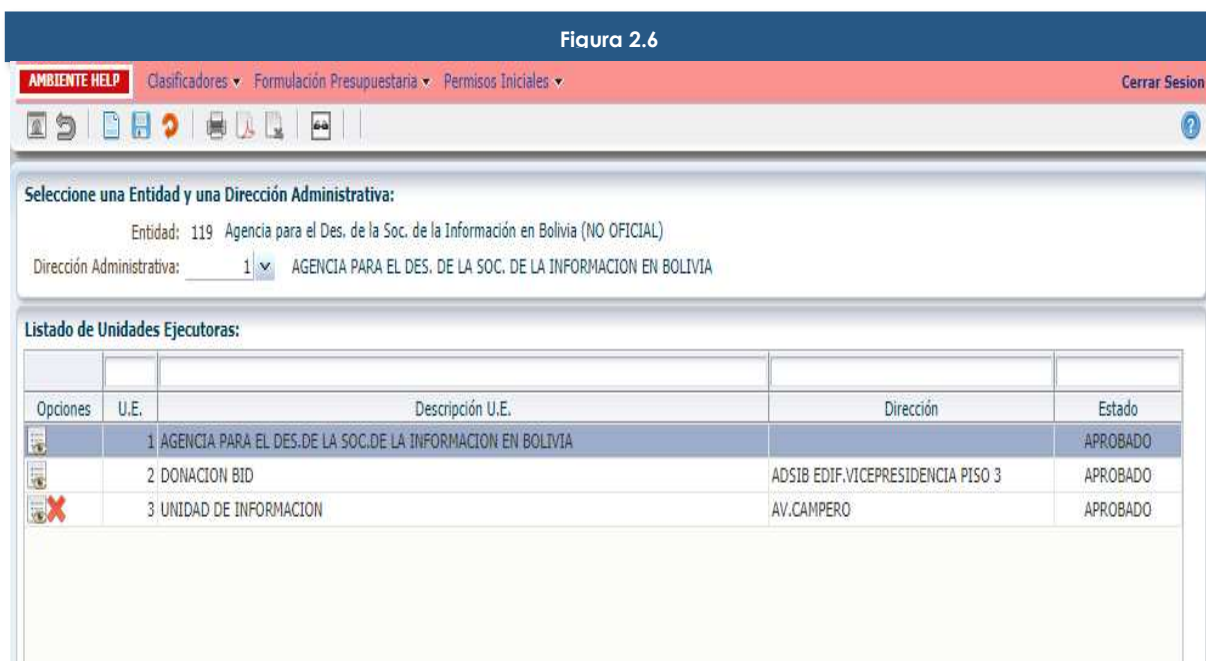 Figura 2.6
AMBIENTE HELP Clasificadores Formulación Presupuestaria Permisos Iniciales Cerrar Sesion
Seleccione una Entidad y una Dirección Administrativa:
Entidad: 119 Agencia para el Des. de la Soc. de la Información en Bolivia (NO OFICIAL)
Dirección Administrativa: 1 AGENCIA PARA EL DES. DE LA SOC. DE LA INFORMACION EN BOLIVIA
Listado de Unidades Ejecutoras:
Opciones U.E. Descripción U.E. Dirección Estado
1 AGENCIA PARA EL DES.DE LA SOC.DE LA INFORMACION EN BOLIVIA APROBADO
2 DONACION BID ADSIB EDIF.VICEPRESIDENCIA PISO 3 APROBADO
3 UNIDAD DE INFORMACION AV.CAMPERO APROBADO